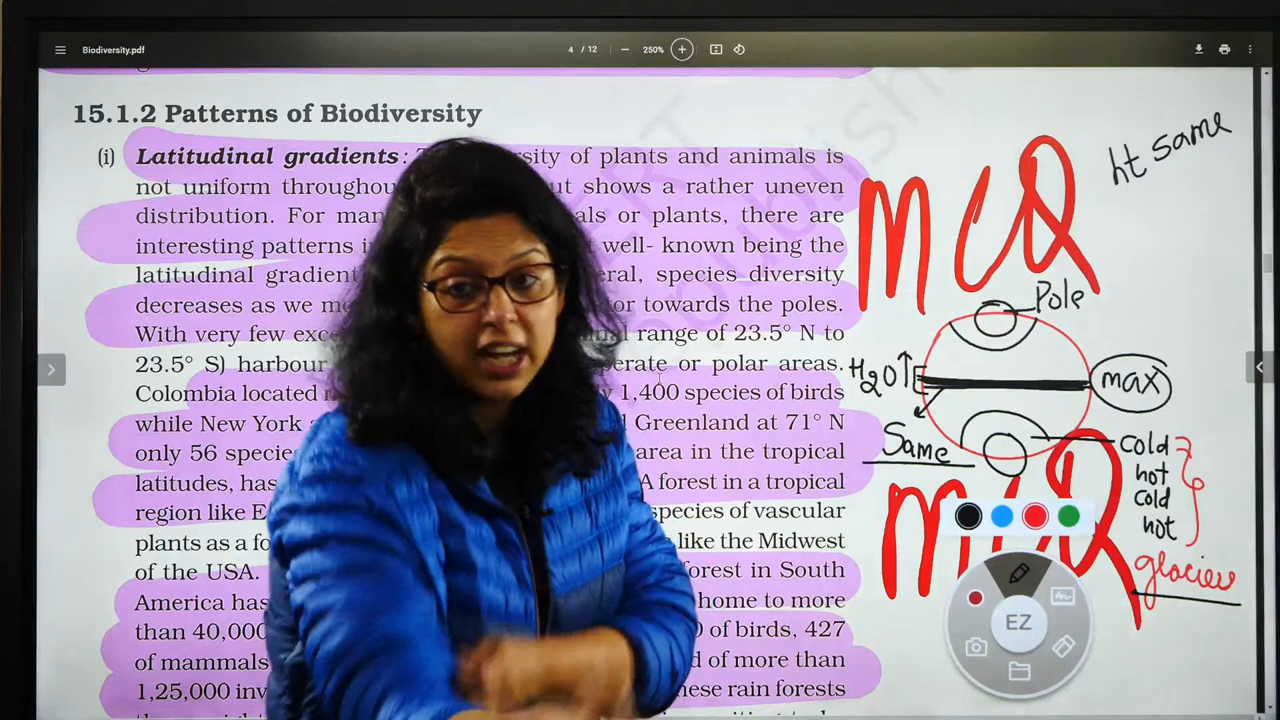 Biodiversity.pdf
4 / 12
250%
15.1.2 Patterns of Biodiversity
(i) Latitudinal gradients : rsity of plants and animals is
not uniform throughou ut shows a rather uneven
distribution. For man als or plants, there are
interesting patterns i t well- known being the
latitudinal gradient eral, species diversity
decreases as we m tor towards the poles.
With very few exce nal range of 23.5° N to
23.5° S) harbour perate or polar areas.
Colombia located y 1,400 species of birds
while New York Greenland at 71° N
only 56 specie area in the tropical
latitudes, has A forest in a tropical
region like E species of vascular
plants as a fo like the Midwest
of the USA. forest in South
America has home to more
than 40,000 of birds, 427
of mammals d of more than
1,25,000 inv hese rain forests
ht same
MCQ
Pole
H2O↑
max
Same
cold
hot
cold
hot
MCQ
glacier
EZ